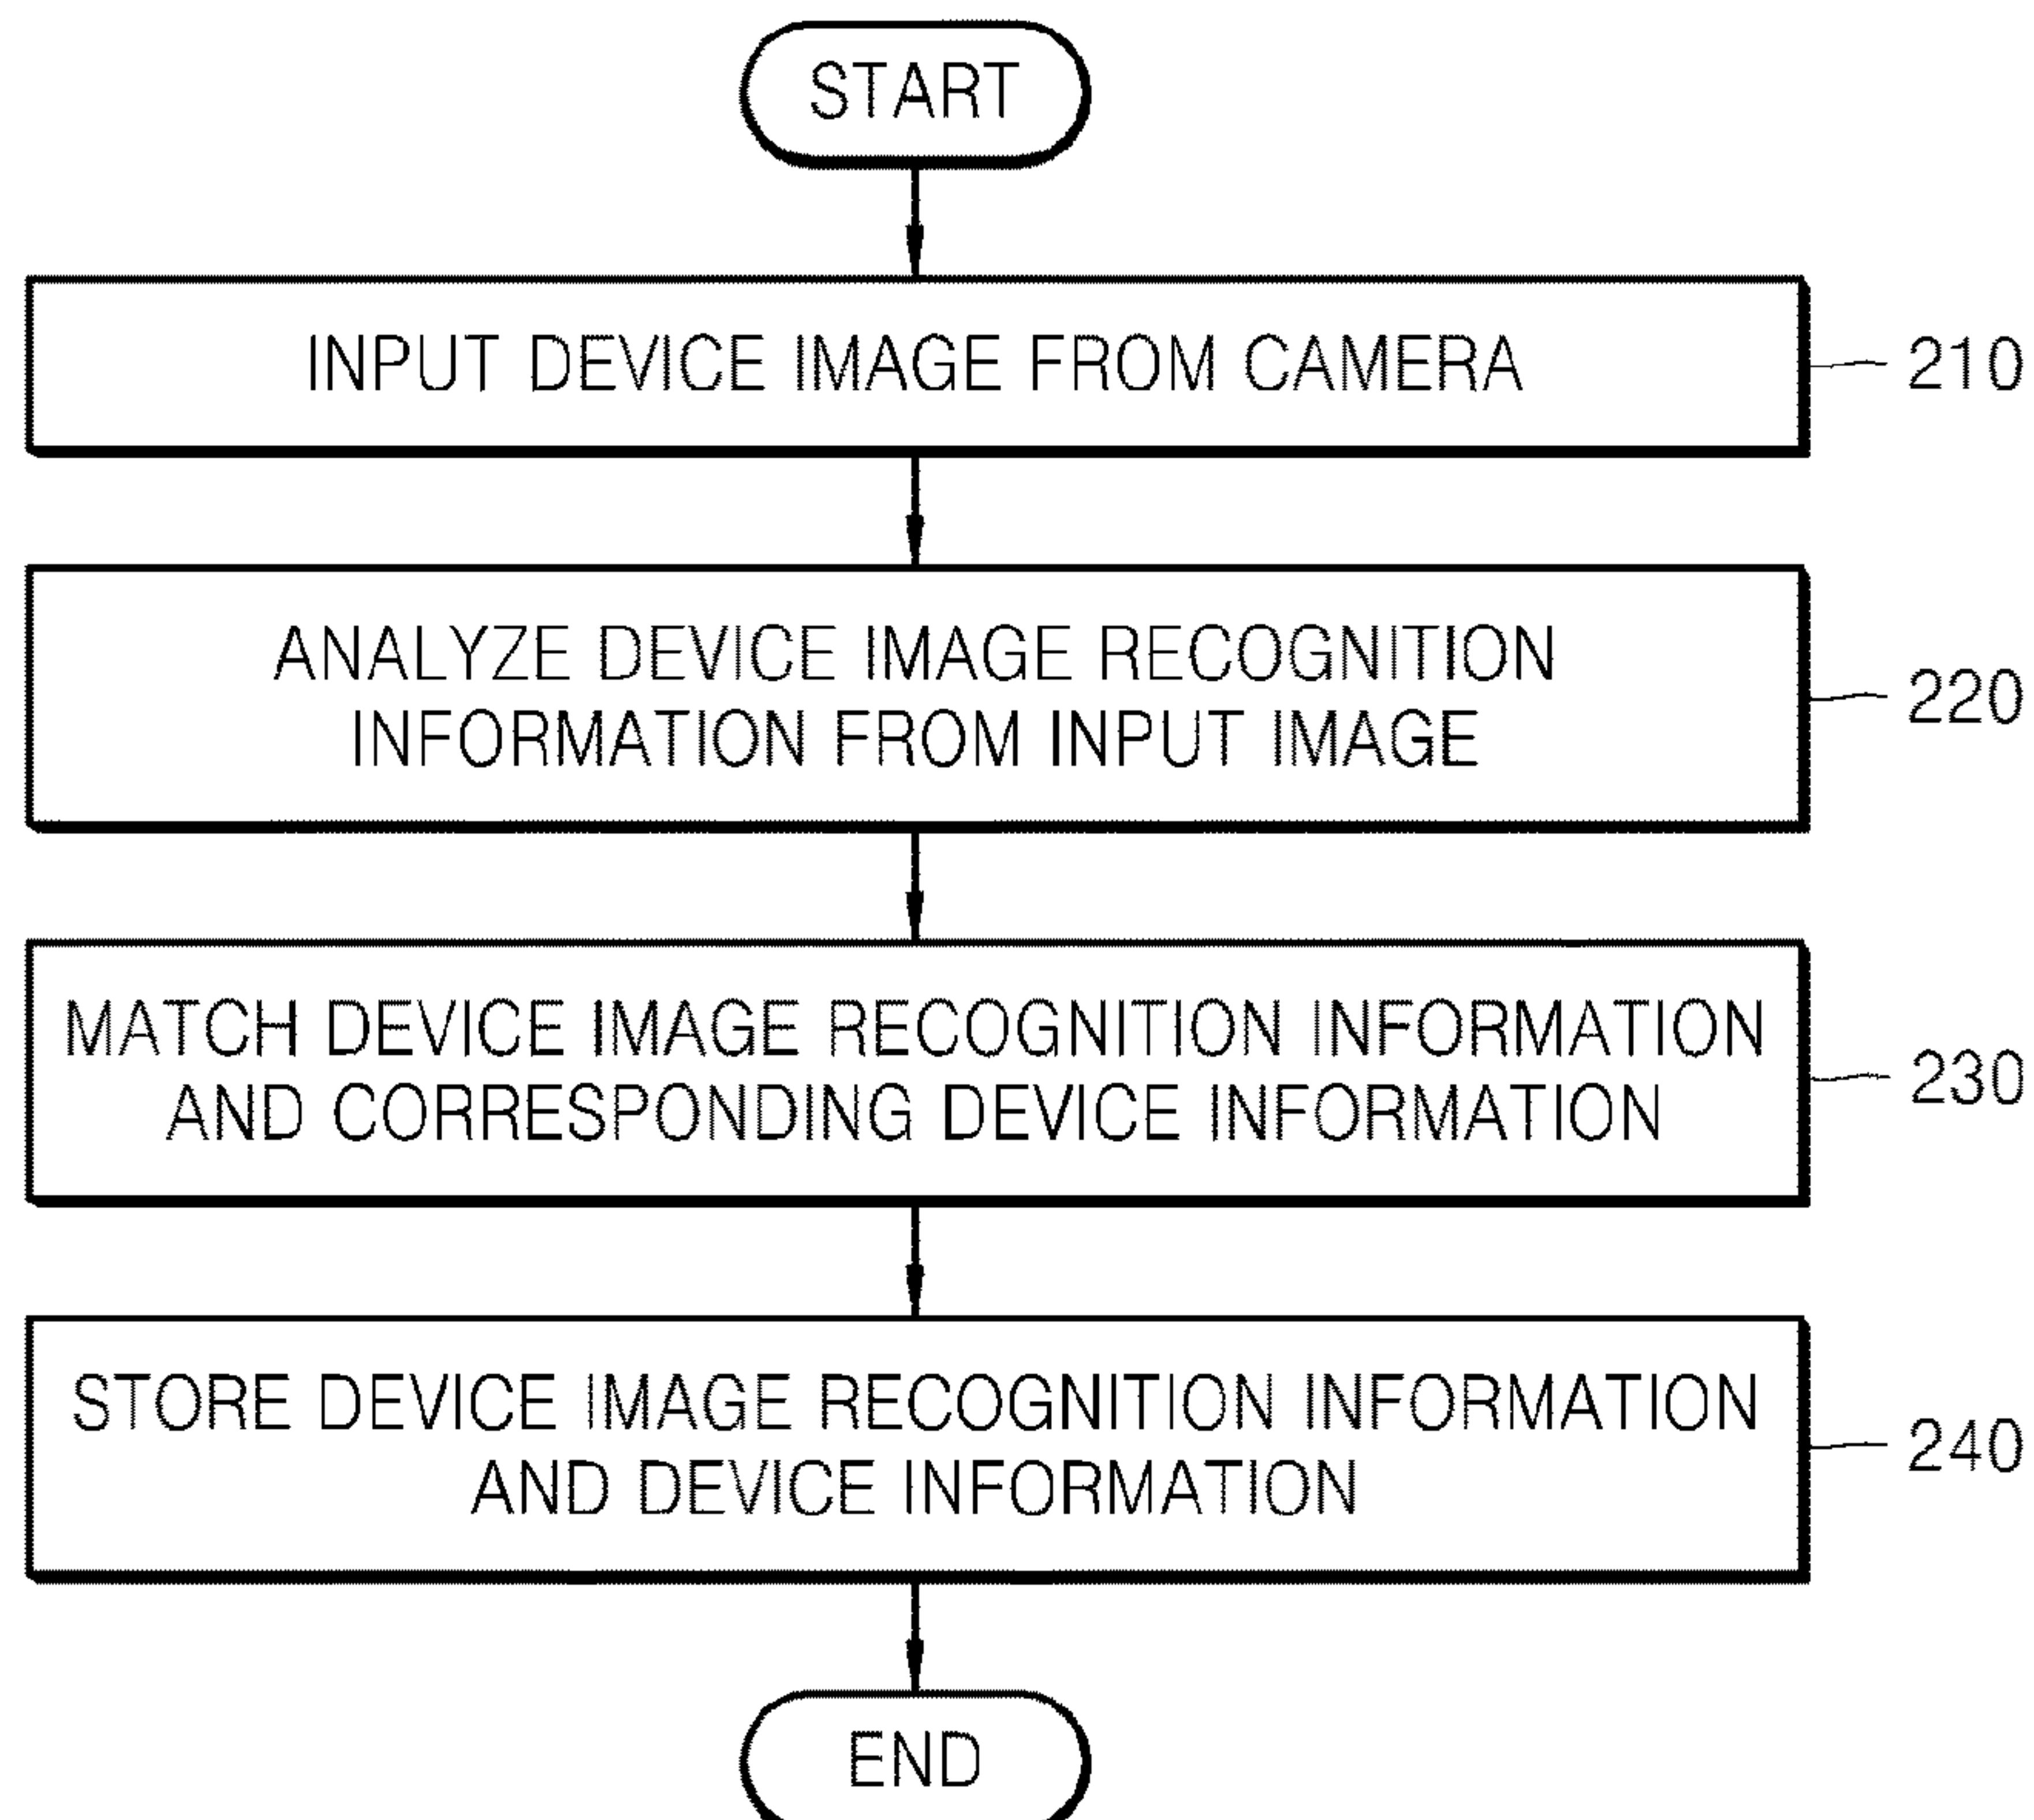 START
INPUT DEVICE IMAGE FROM CAMERA
210
ANALYZE DEVICE IMAGE RECOGNITION
INFORMATION FROM INPUT IMAGE
220
MATCH DEVICE IMAGE RECOGNITION INFORMATION
AND CORRESPONDING DEVICE INFORMATION
230
STORE DEVICE IMAGE RECOGNITION INFORMATION
AND DEVICE INFORMATION
240
END